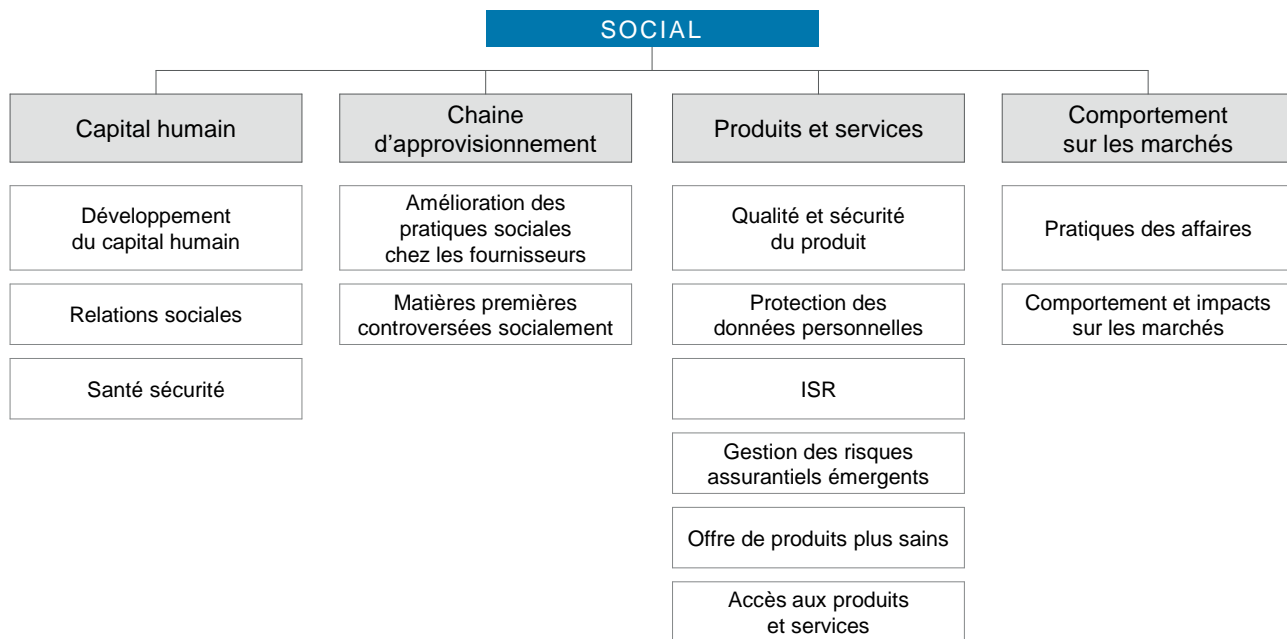 SOCIAL
Capital humain
Développement
du capital humain
Relations sociales
Santé sécurité
Chaine
d’approvisionnement
Amélioration des
pratiques sociales
chez les fournisseurs
Matières premières
controversées socialement
Produits et services
Qualité et sécurité
du produit
Protection des
données personnelles
ISR
Gestion des risques
assurantiels émergents
Offre de produits plus sains
Accès aux produits
et services
Comportement
sur les marchés
Pratiques des affaires
Comportement et impacts
sur les marchés